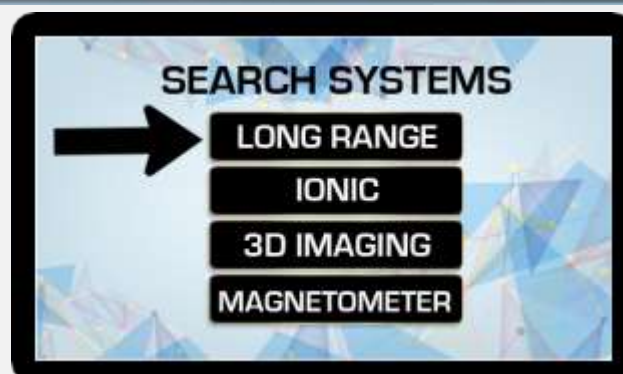 SEARCH SYSTEMS
LONG RANGE
IONIC
3D IMAGING
MAGNETOMETER